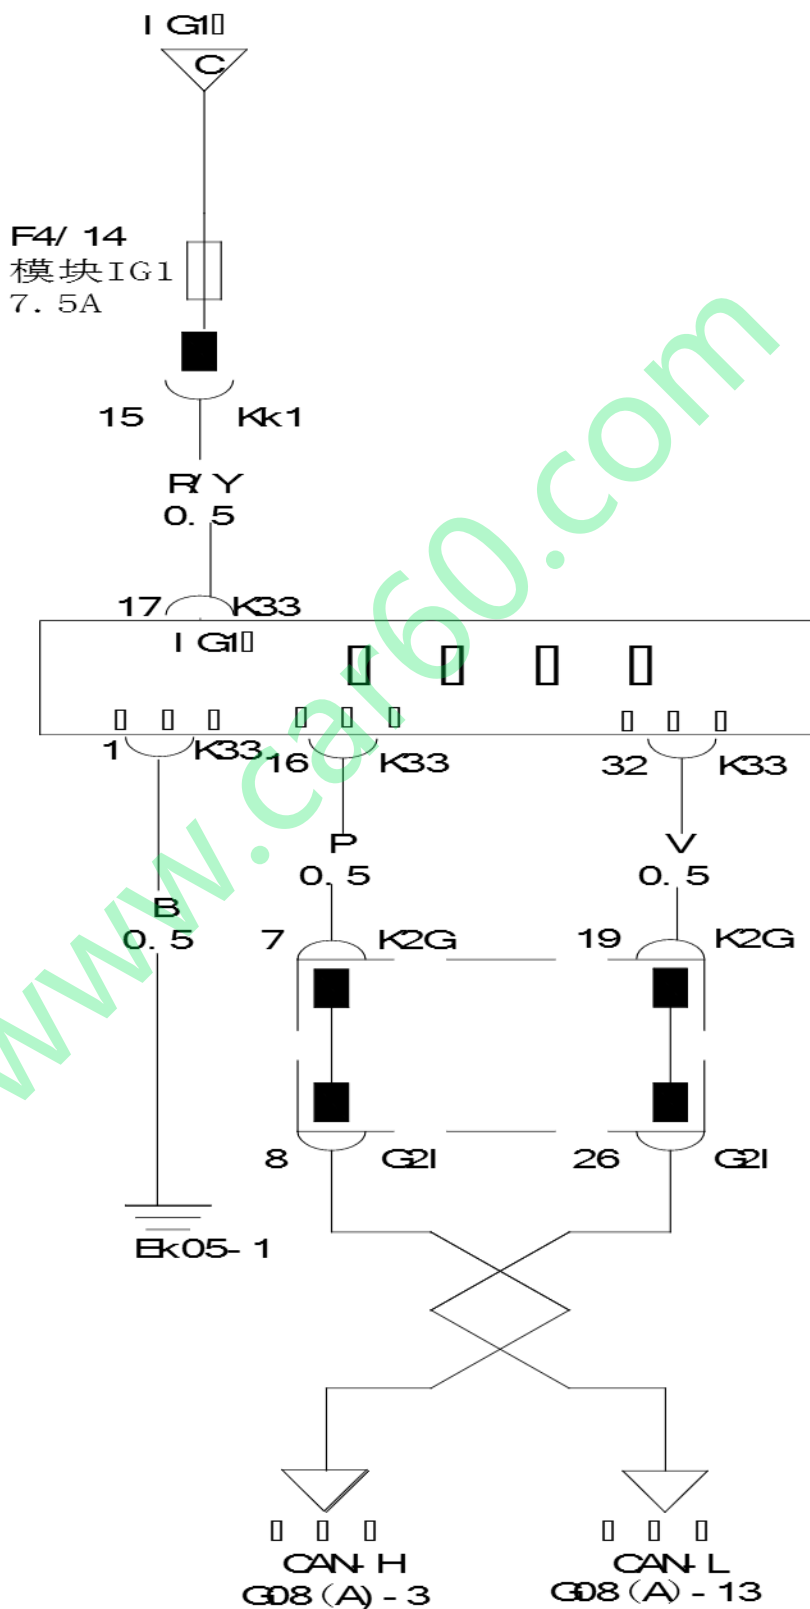 IG1
C
F4/14
模块IG1
7.5A
15 Kk1
R/Y
0.5
17 K33
IG1
1 K33
16 K33
32 K33
P
0.5
V
0.5
B
0.5
7 K2G
19 K2G
8 G2I
26 G2I
Ek05-1
CAN-H
G08(A)-3
CAN-L
G08(A)-13
www.car60.com